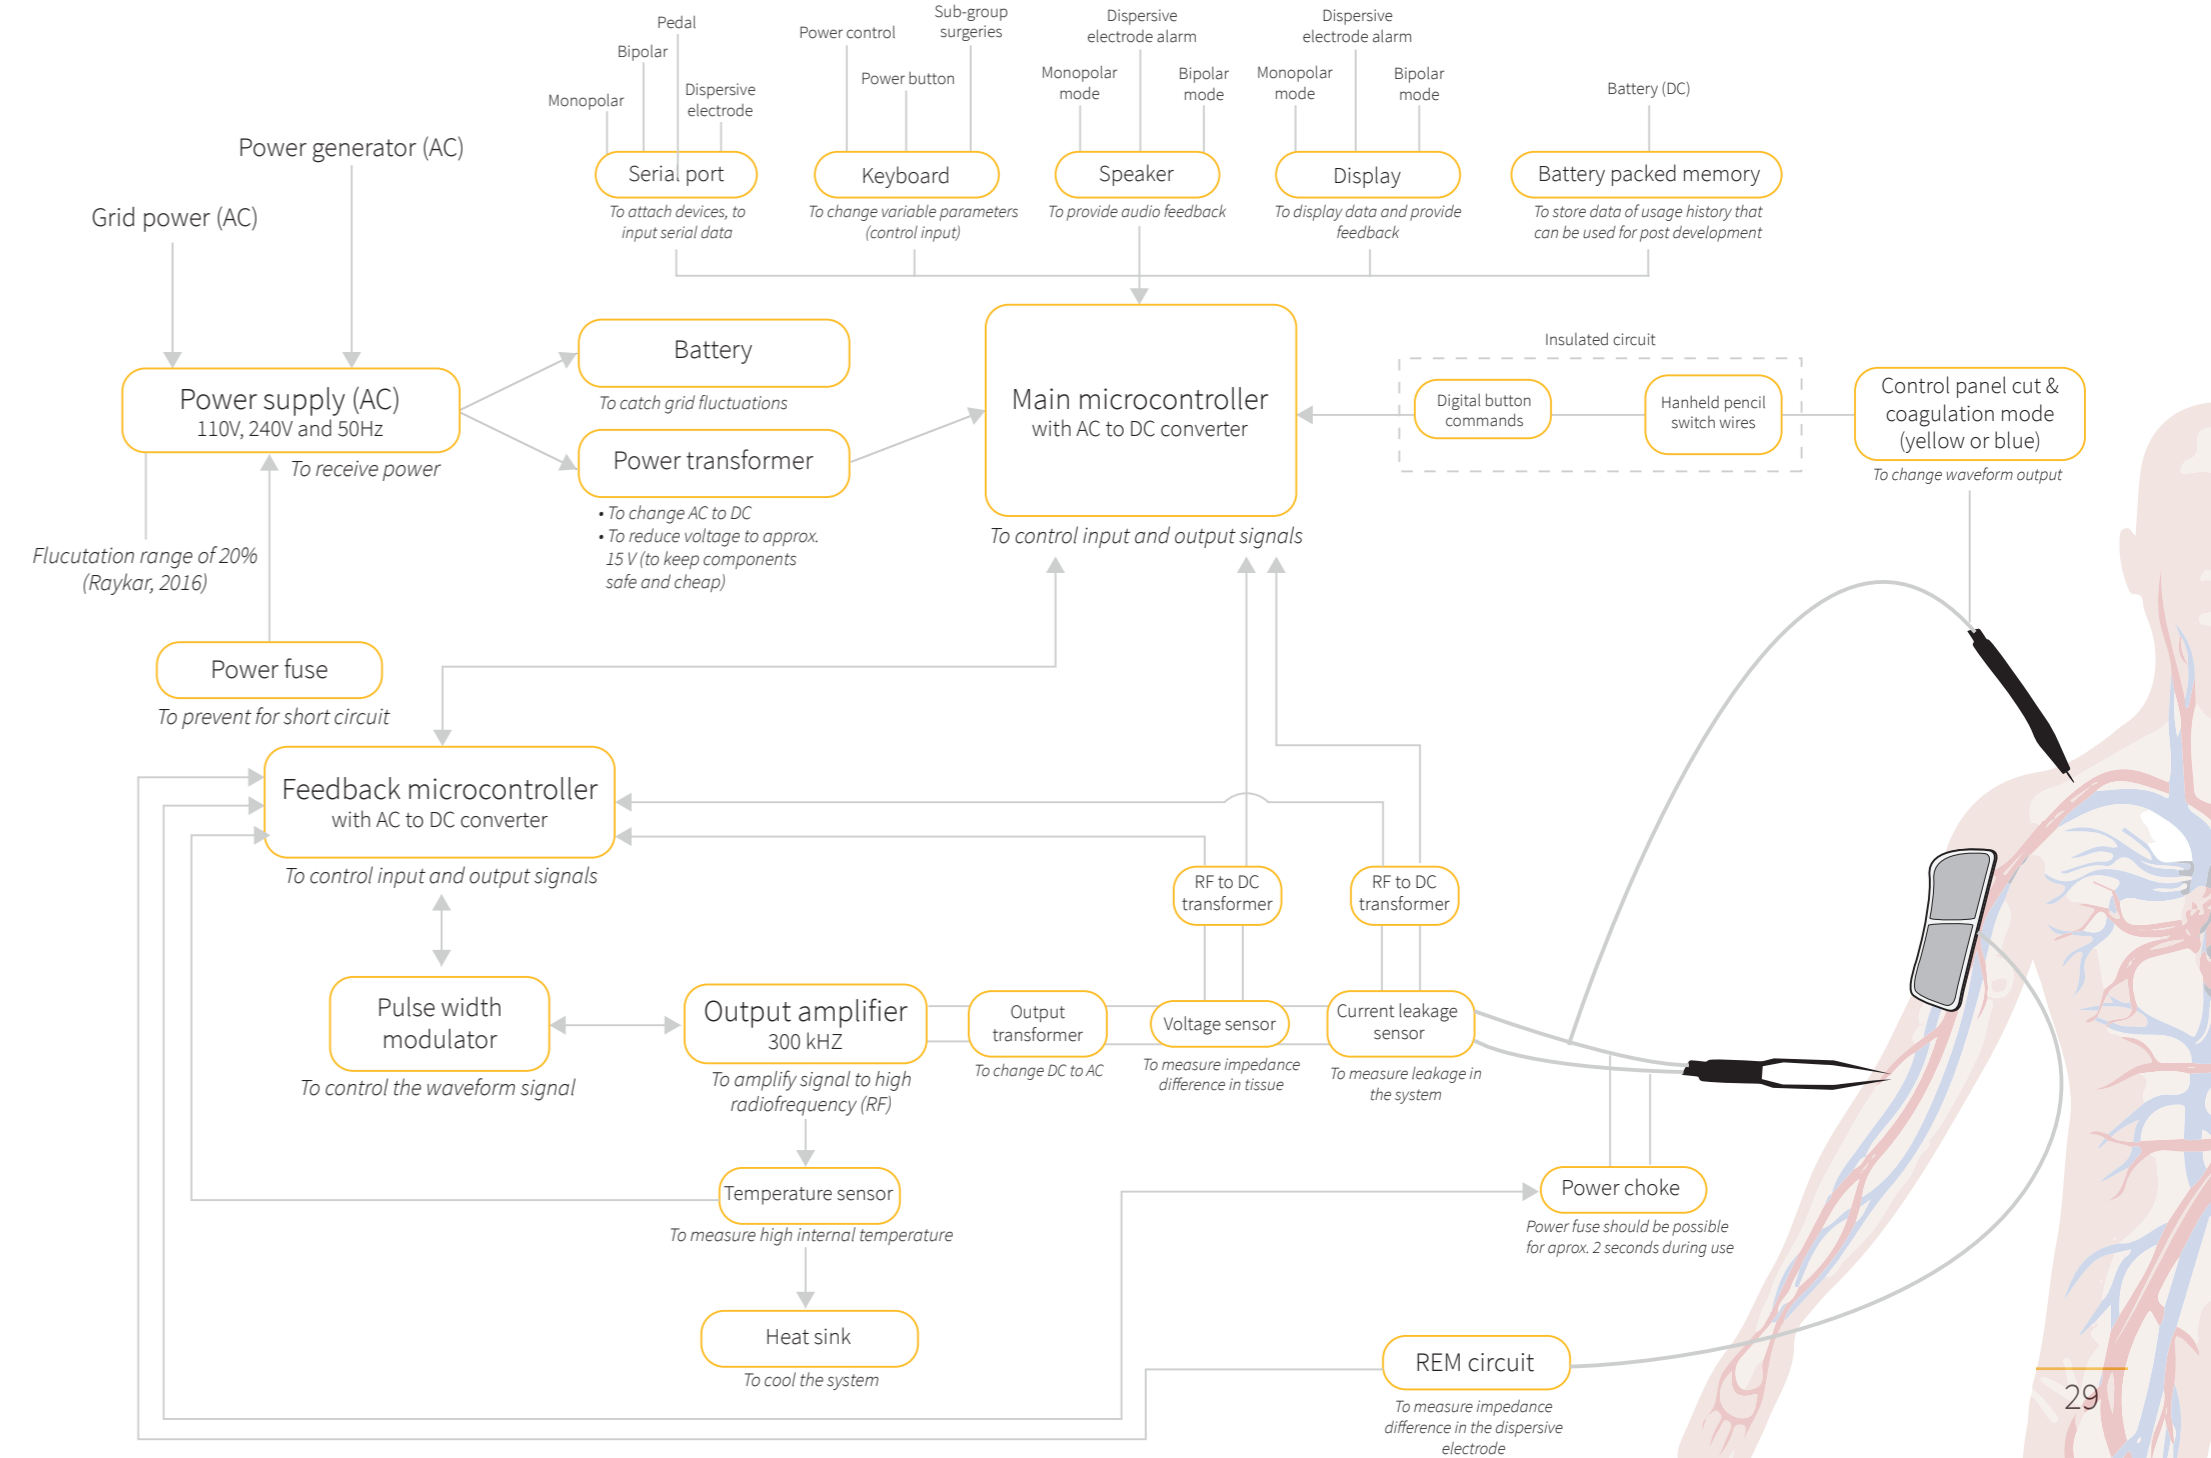 Pedal
Bipolar
Monopolar
Dispersive
electrode
Serial port
To attach devices, to
input serial data
Power control
Sub-group
surgeries
Power button
Keyboard
To change variable parameters
(control input)
Dispersive
electrode alarm
Monopolar
mode
Bipolar
mode
Speaker
To provide audio feedback
Dispersive
electrode alarm
Monopolar
mode
Bipolar
mode
Display
To display data and provide
feedback
Battery (DC)
Battery packed memory
To store data of usage history that
can be used for post development
Power generator (AC)
Grid power (AC)
Power supply (AC)
110V, 240V and 50Hz
To receive power
Flucutation range of 20%
(Raykar, 2016)
Power fuse
To prevent for short circuit
Battery
To catch grid fluctuations
Power transformer
• To change AC to DC
• To reduce voltage to approx.
15 V (to keep components
safe and cheap)
Main microcontroller
with AC to DC converter
To control input and output signals
Insulated circuit
Digital button
commands
Hanheld pencil
switch wires
Control panel cut &
coagulation mode
(yellow or blue)
To change waveform output
Feedback microcontroller
with AC to DC converter
To control input and output signals
RF to DC
transformer
RF to DC
transformer
Pulse width
modulator
To control the waveform signal
Output amplifier
300 kHZ
To amplify signal to high
radiofrequency (RF)
Output
transformer
To change DC to AC
Voltage sensor
To measure impedance
difference in tissue
Current leakage
sensor
To measure leakage in
the system
Temperature sensor
To measure high internal temperature
Heat sink
To cool the system
Power choke
Power fuse should be possible
for aprox. 2 seconds during use
REM circuit
To measure impedance
difference in the dispersive
electrode
29